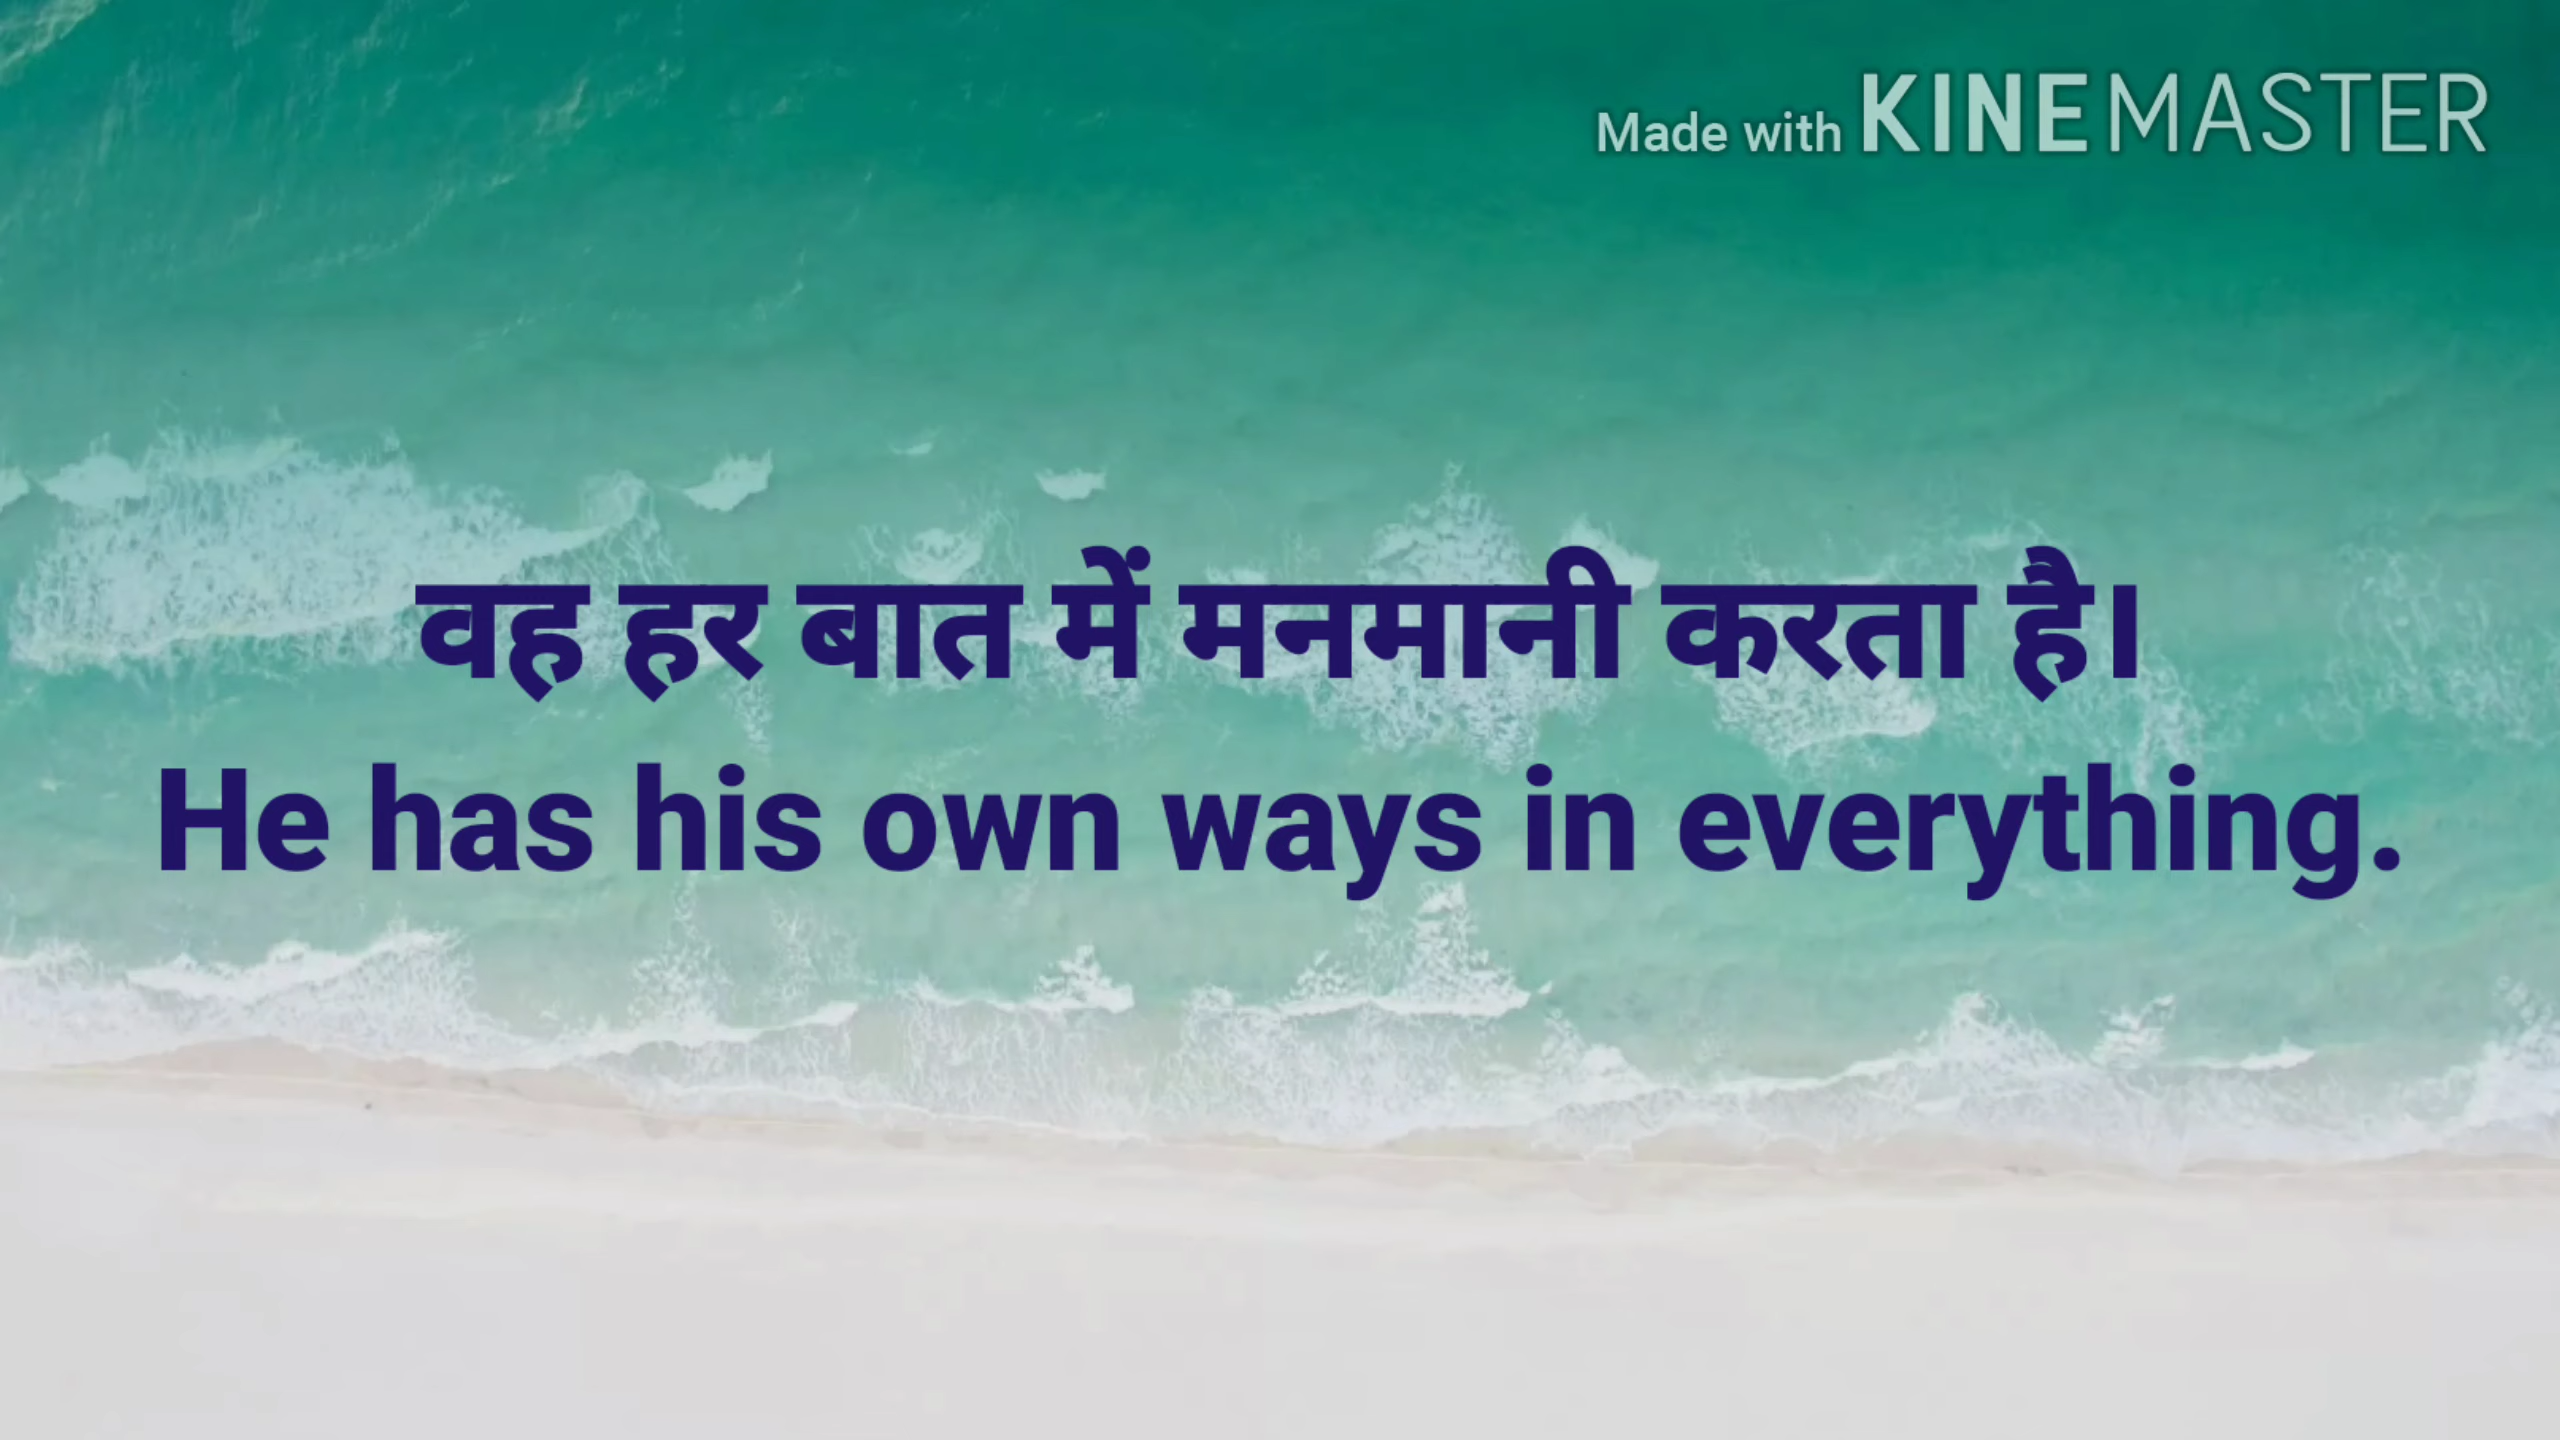 Made with KINEMASTER
वह हर बात में मनमानी करता है।
He has his own ways in everything.